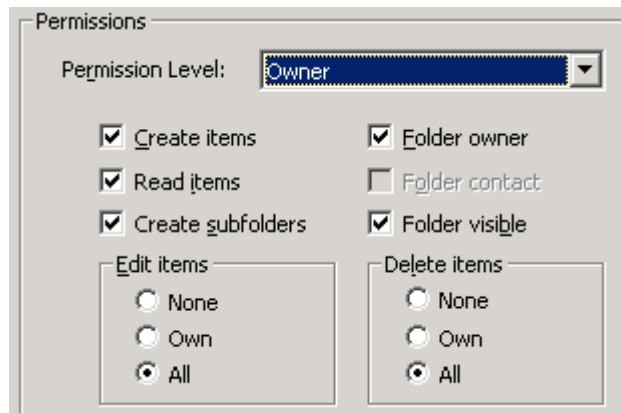 Permissions
Permission Level: Owner
Create items Folder owner
Read items Folder contact
Create subfolders Folder visible
Edit items Delete items
None None
Own Own
All All